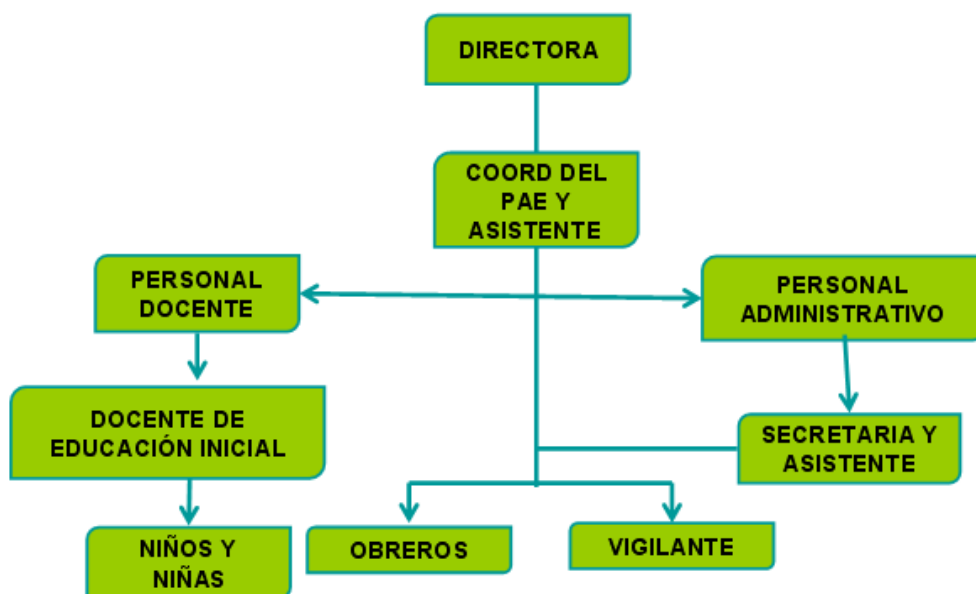 DIRECTORA
COORD DEL
PAE Y
ASISTENTE
PERSONAL
DOCENTE
PERSONAL
ADMINISTRATIVO
DOCENTE DE
EDUCACIÓN INICIAL
SECRETARIA Y
ASISTENTE
NIÑOS Y
NIÑAS
OBREROS
VIGILANTE